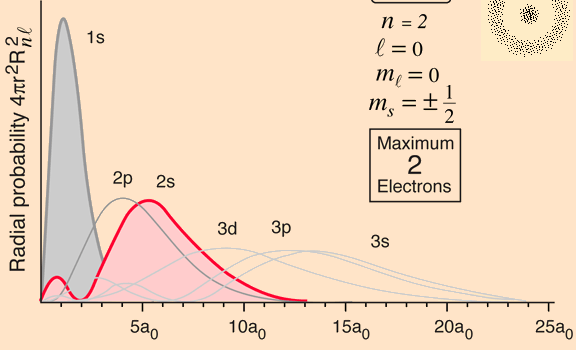 Radial probability 4πr²R²nℓ
1s
2p
2s
3d
3p
3s
n = 2
ℓ = 0
mℓ = 0
mₛ = ± 1/2
Maximum
2
Electrons
5a₀
10a₀
15a₀
20a₀
25a₀